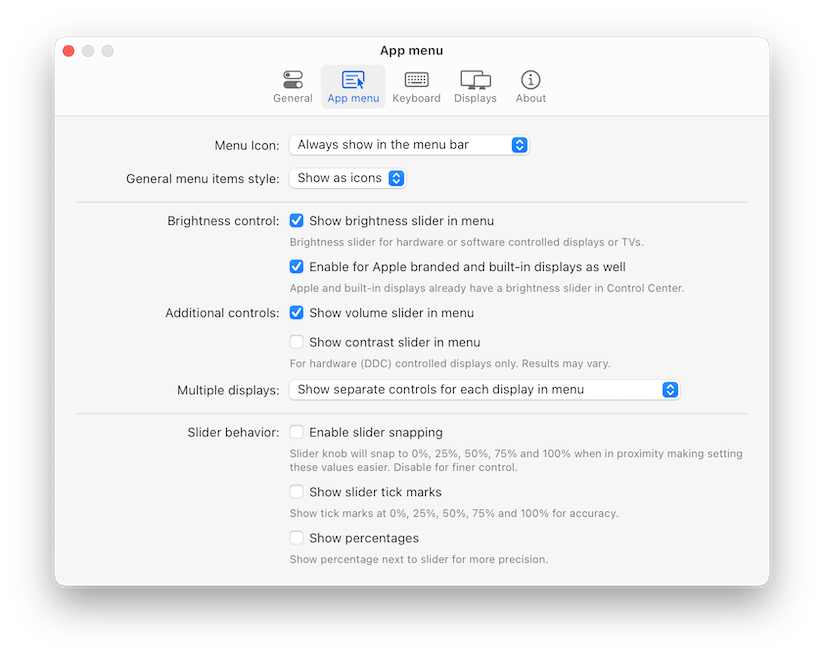 App menu
General App menu Keyboard Displays About
Menu Icon: Always show in the menu bar
General menu items style: Show as icons
Brightness control: Show brightness slider in menu
Brightness slider for hardware or software controlled displays or TVs.
Enable for Apple branded and built-in displays as well
Apple and built-in displays already have a brightness slider in Control Center.
Additional controls: Show volume slider in menu
Show contrast slider in menu
For hardware (DDC) controlled displays only. Results may vary.
Multiple displays: Show separate controls for each display in menu
Slider behavior: Enable slider snapping
Slider knob will snap to 0%, 25%, 50%, 75% and 100% when in proximity making setting
these values easier. Disable for finer control.
Show slider tick marks
Show tick marks at 0%, 25%, 50%, 75% and 100% for accuracy.
Show percentages
Show percentage next to slider for more precision.